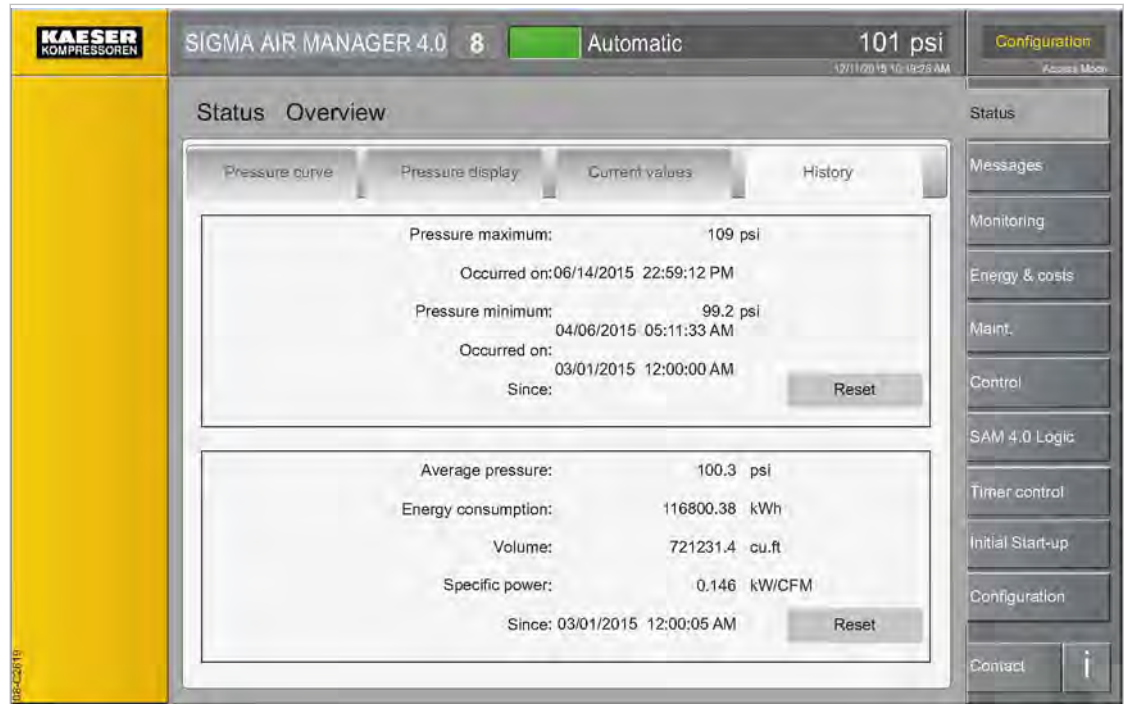 KAESER
KOMPRESSOREN
SIGMA AIR MANAGER 4.0 8 Automatic 101 psi
Configuration
Status Overview
Status
Pressure curve Pressure display Current values History
Messages
Pressure maximum: 109 psi
Monitoring
Occurred on: 06/14/2015 22:59:12 PM
Energy & costs
Pressure minimum: 99.2 psi
04/06/2015 05:11:33 AM
Maint.
Occurred on:
03/01/2015 12:00:00 AM
Since: Reset
Control
SAM 4.0 Logic
Average pressure: 100.3 psi
Timer control
Energy consumption: 116800.38 kWh
Volume: 721231.4 cu.ft
Initial Start-up
Specific power: 0.146 kW/CFM
Configuration
Since: 03/01/2015 12:00:05 AM Reset
Contact i